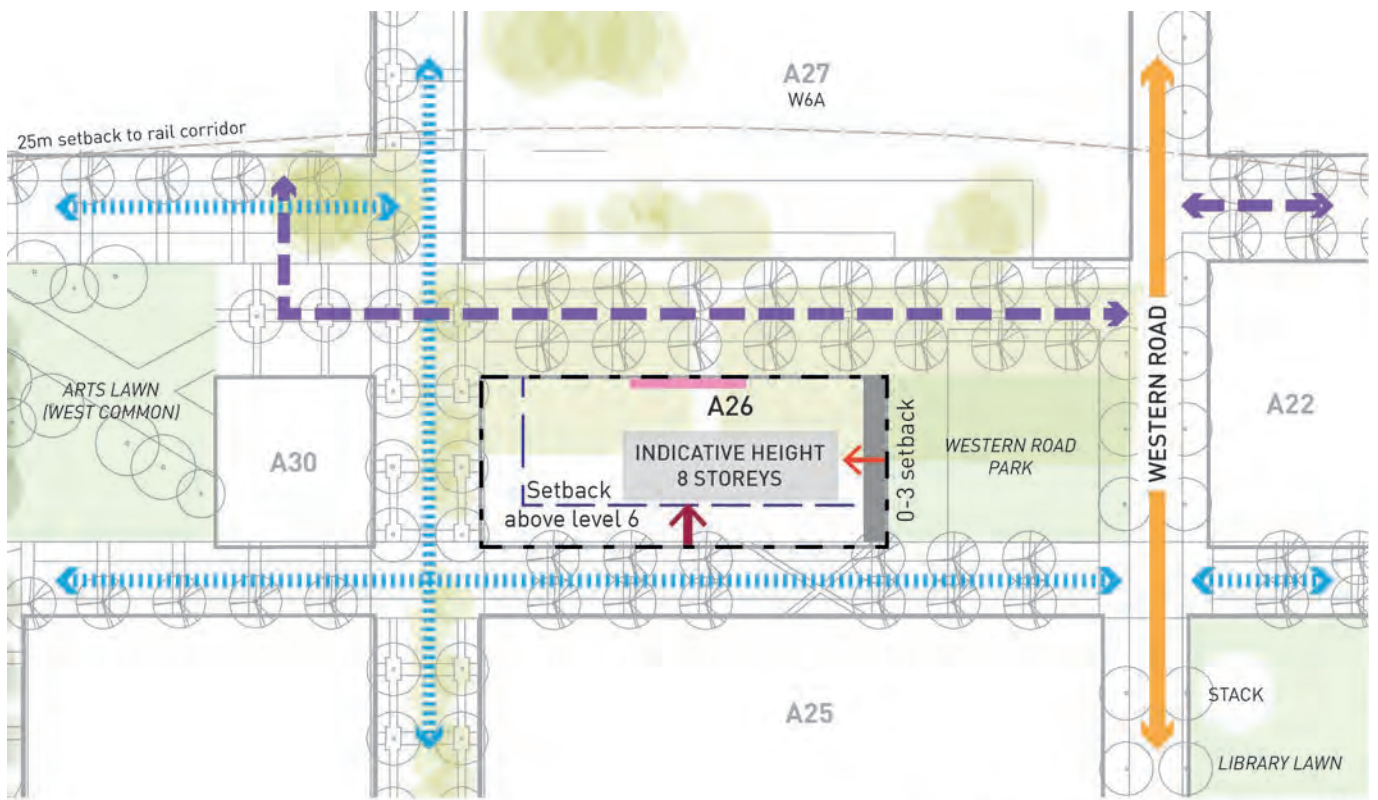 A27
W6A
25m setback to rail corridor
ARTS LAWN
(WEST COMMON)
A30
A26
INDICATIVE HEIGHT
8 STOREYS
Setback
above level 6
0-3 setback
WESTERN ROAD
PARK
WESTERN ROAD
A22
A25
STACK
LIBRARY LAWN